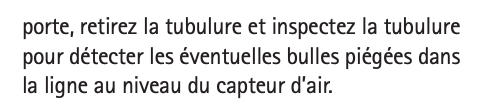 porte, retirez la tubulure et inspectez la tubulure
pour détecter les éventuelles bulles piégées dans
la ligne au niveau du capteur d’air.